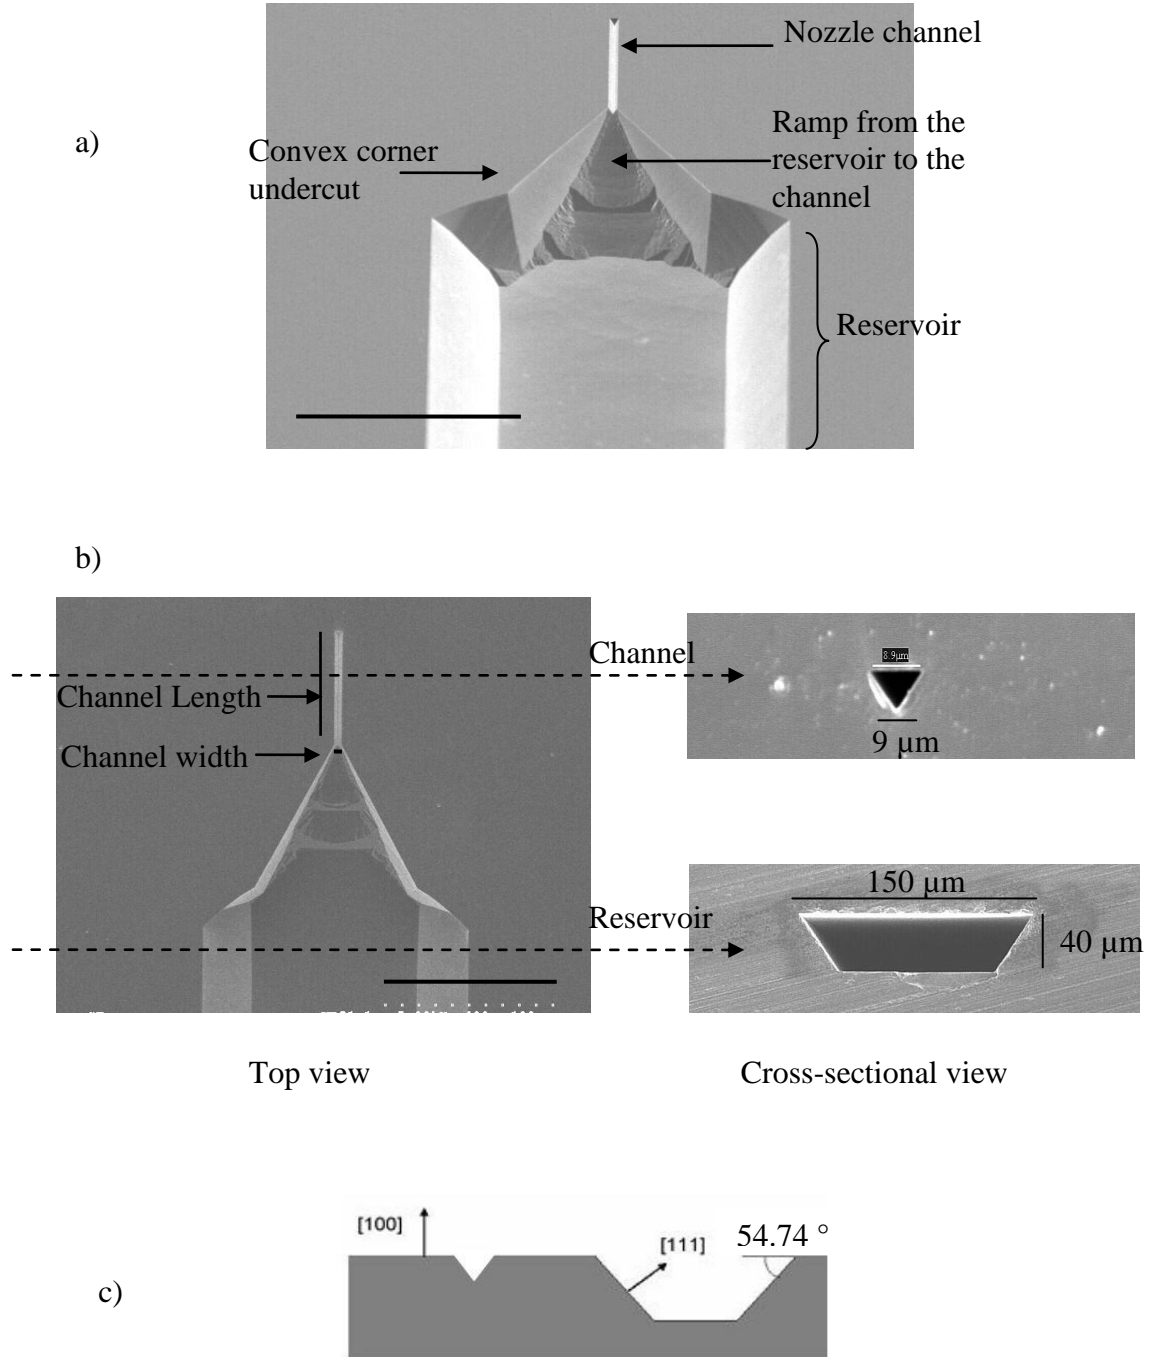 a)
Nozzle channel
Convex corner
undercut
Ramp from the
reservoir to the
channel
Reservoir
b)
Channel
8.9µm
Channel Length
Channel width
9 µm
150 µm
Reservoir
40 µm
Top view
Cross-sectional view
c)
[100]
[111]
54.74 °